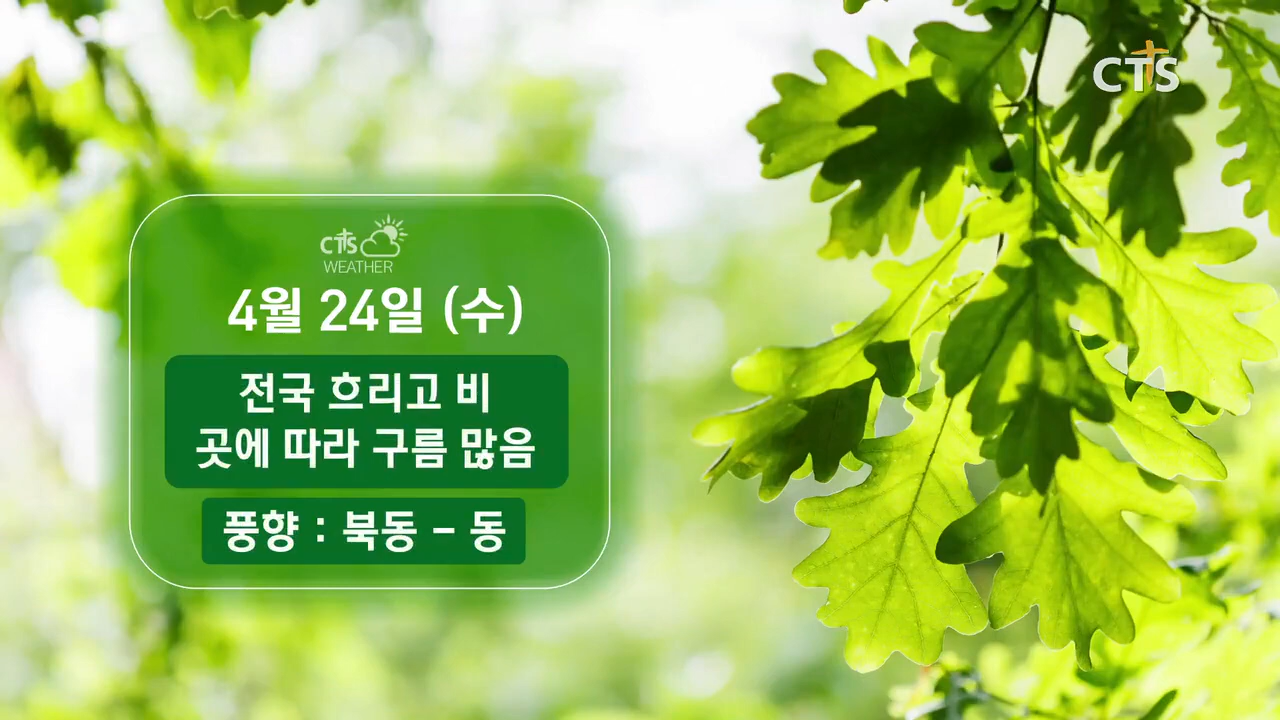 CTS
CTS
WEATHER
4월 24일 (수)
전국 흐리고 비
곳에 따라 구름 많음
풍향 : 북동 - 동